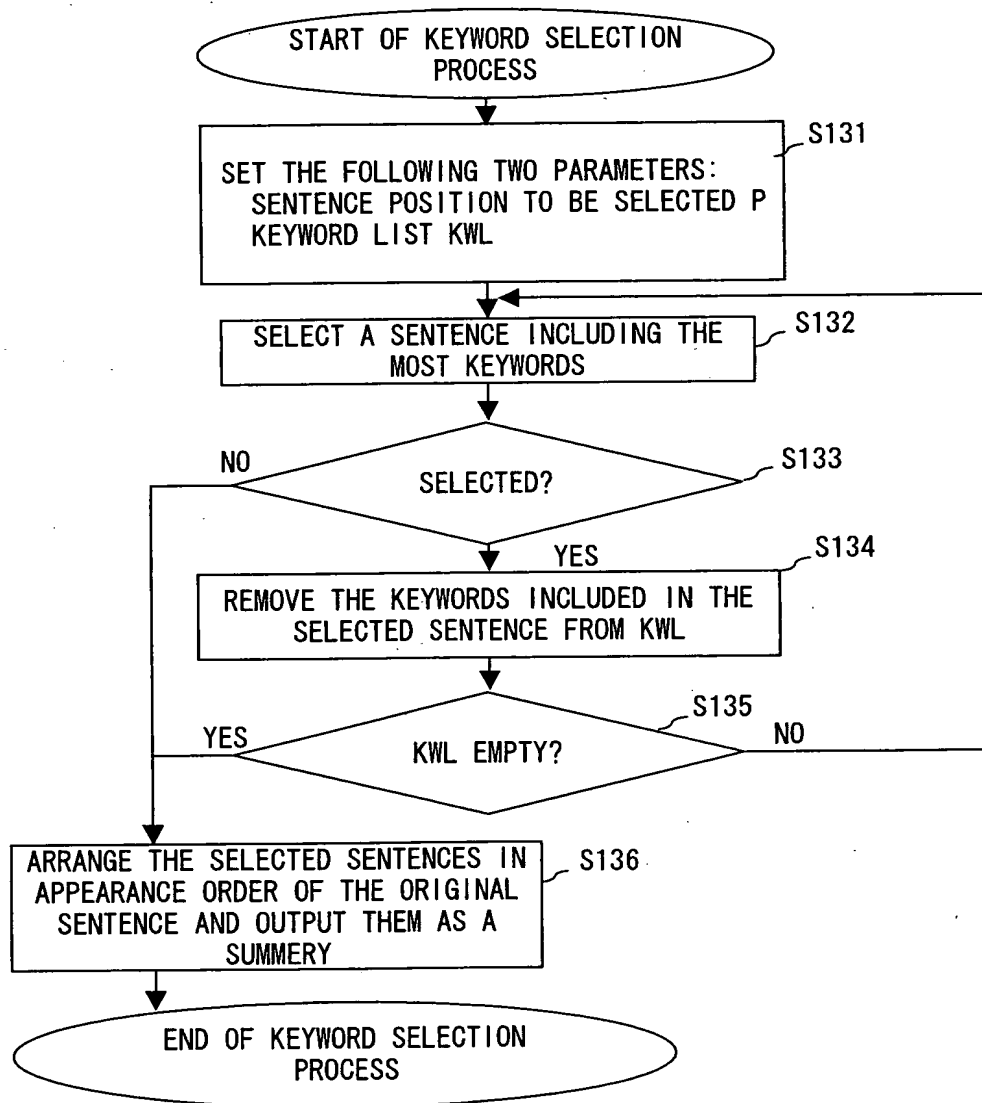 START OF KEYWORD SELECTION
PROCESS
S131
SET THE FOLLOWING TWO PARAMETERS:
SENTENCE POSITION TO BE SELECTED P
KEYWORD LIST KWL
S132
SELECT A SENTENCE INCLUDING THE
MOST KEYWORDS
S133
NO
SELECTED?
YES
S134
REMOVE THE KEYWORDS INCLUDED IN THE
SELECTED SENTENCE FROM KWL
S135
YES
KWL EMPTY?
NO
S136
ARRANGE THE SELECTED SENTENCES IN
APPEARANCE ORDER OF THE ORIGINAL
SENTENCE AND OUTPUT THEM AS A
SUMMERY
END OF KEYWORD SELECTION
PROCESS